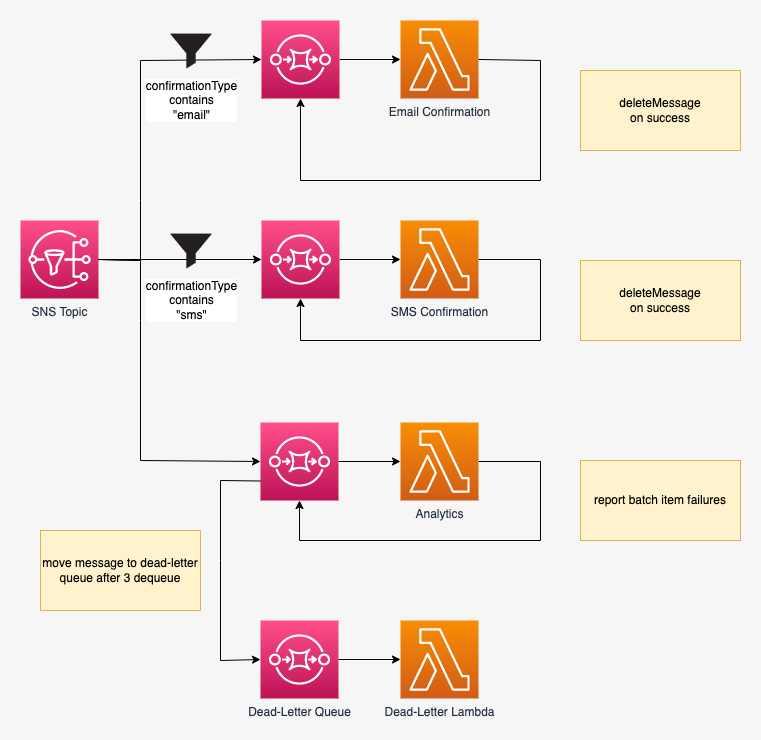 confirmationType
contains
"email"
Email Confirmation
deleteMessage
on success
SNS Topic
confirmationType
contains
"sms"
SMS Confirmation
deleteMessage
on success
Analytics
report batch item failures
move message to dead-letter
queue after 3 dequeue
Dead-Letter Queue
Dead-Letter Lambda